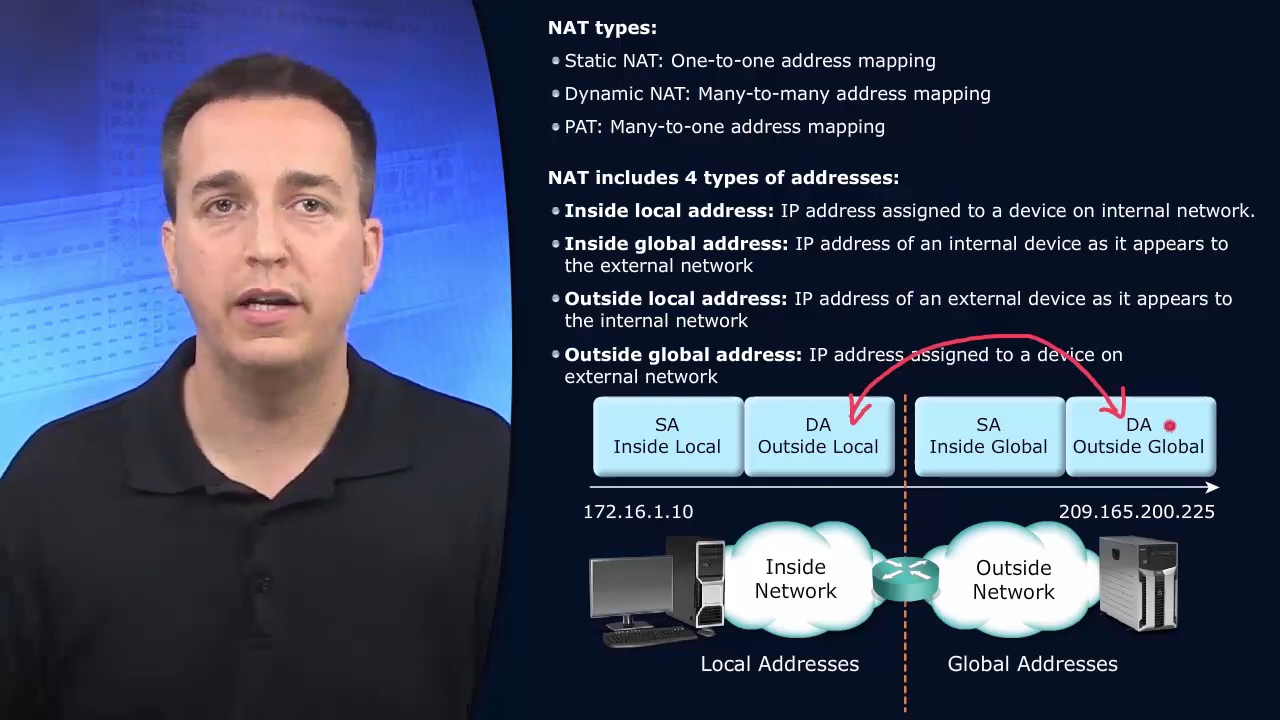 NAT types:
Static NAT: One-to-one address mapping
Dynamic NAT: Many-to-many address mapping
PAT: Many-to-one address mapping
NAT includes 4 types of addresses:
Inside local address: IP address assigned to a device on internal network.
Inside global address: IP address of an internal device as it appears to
the external network
Outside local address: IP address of an external device as it appears to
the internal network
Outside global address: IP address assigned to a device on
external network
SA
Inside Local
DA
Outside Local
SA
Inside Global
DA
Outside Global
172.16.1.10
209.165.200.225
Inside
Network
Outside
Network
Local Addresses
Global Addresses